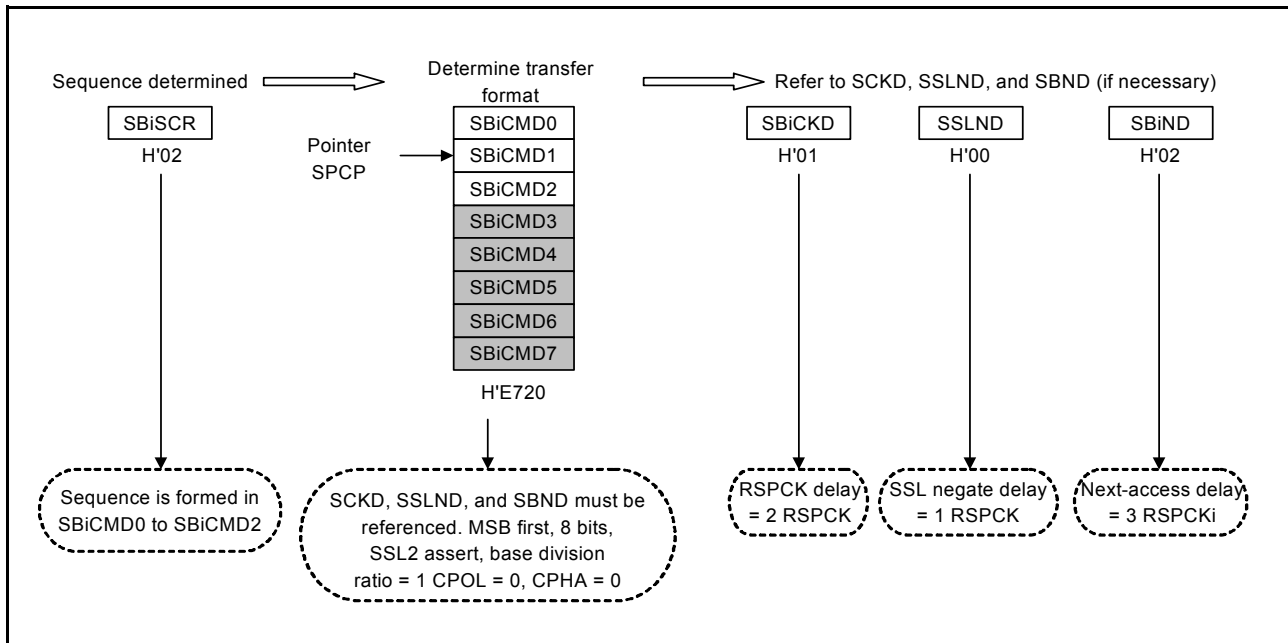 Sequence determined
Determine transfer
format
Refer to SCKD, SSLND, and SBND (if necessary)
SBiSCR
H'02
Pointer
SPCP
SBiCMD0
SBiCMD1
SBiCMD2
SBiCMD3
SBiCMD4
SBiCMD5
SBiCMD6
SBiCMD7
H'E720
SBiCKD
H'01
SSLND
H'00
SBiND
H'02
Sequence is formed in
SBiCMD0 to SBiCMD2
SCKD, SSLND, and SBND must be
referenced. MSB first, 8 bits,
SSL2 assert, base division
ratio = 1 CPOL = 0, CPHA = 0
RSPCK delay
= 2 RSPCK
SSL negate delay
= 1 RSPCK
Next-access delay
= 3 RSPCKi